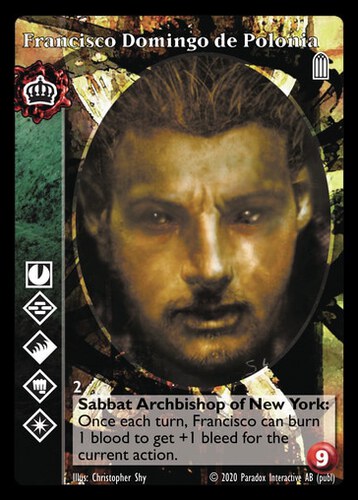 Francisco Domingo de Polonia
2
Sabbat Archbishop of New York:
Once each turn, Francisco can burn
1 blood to get +1 bleed for the
current action.
9
Illus: Christopher Shy © 2020 Paradox Interactive AB (publ)